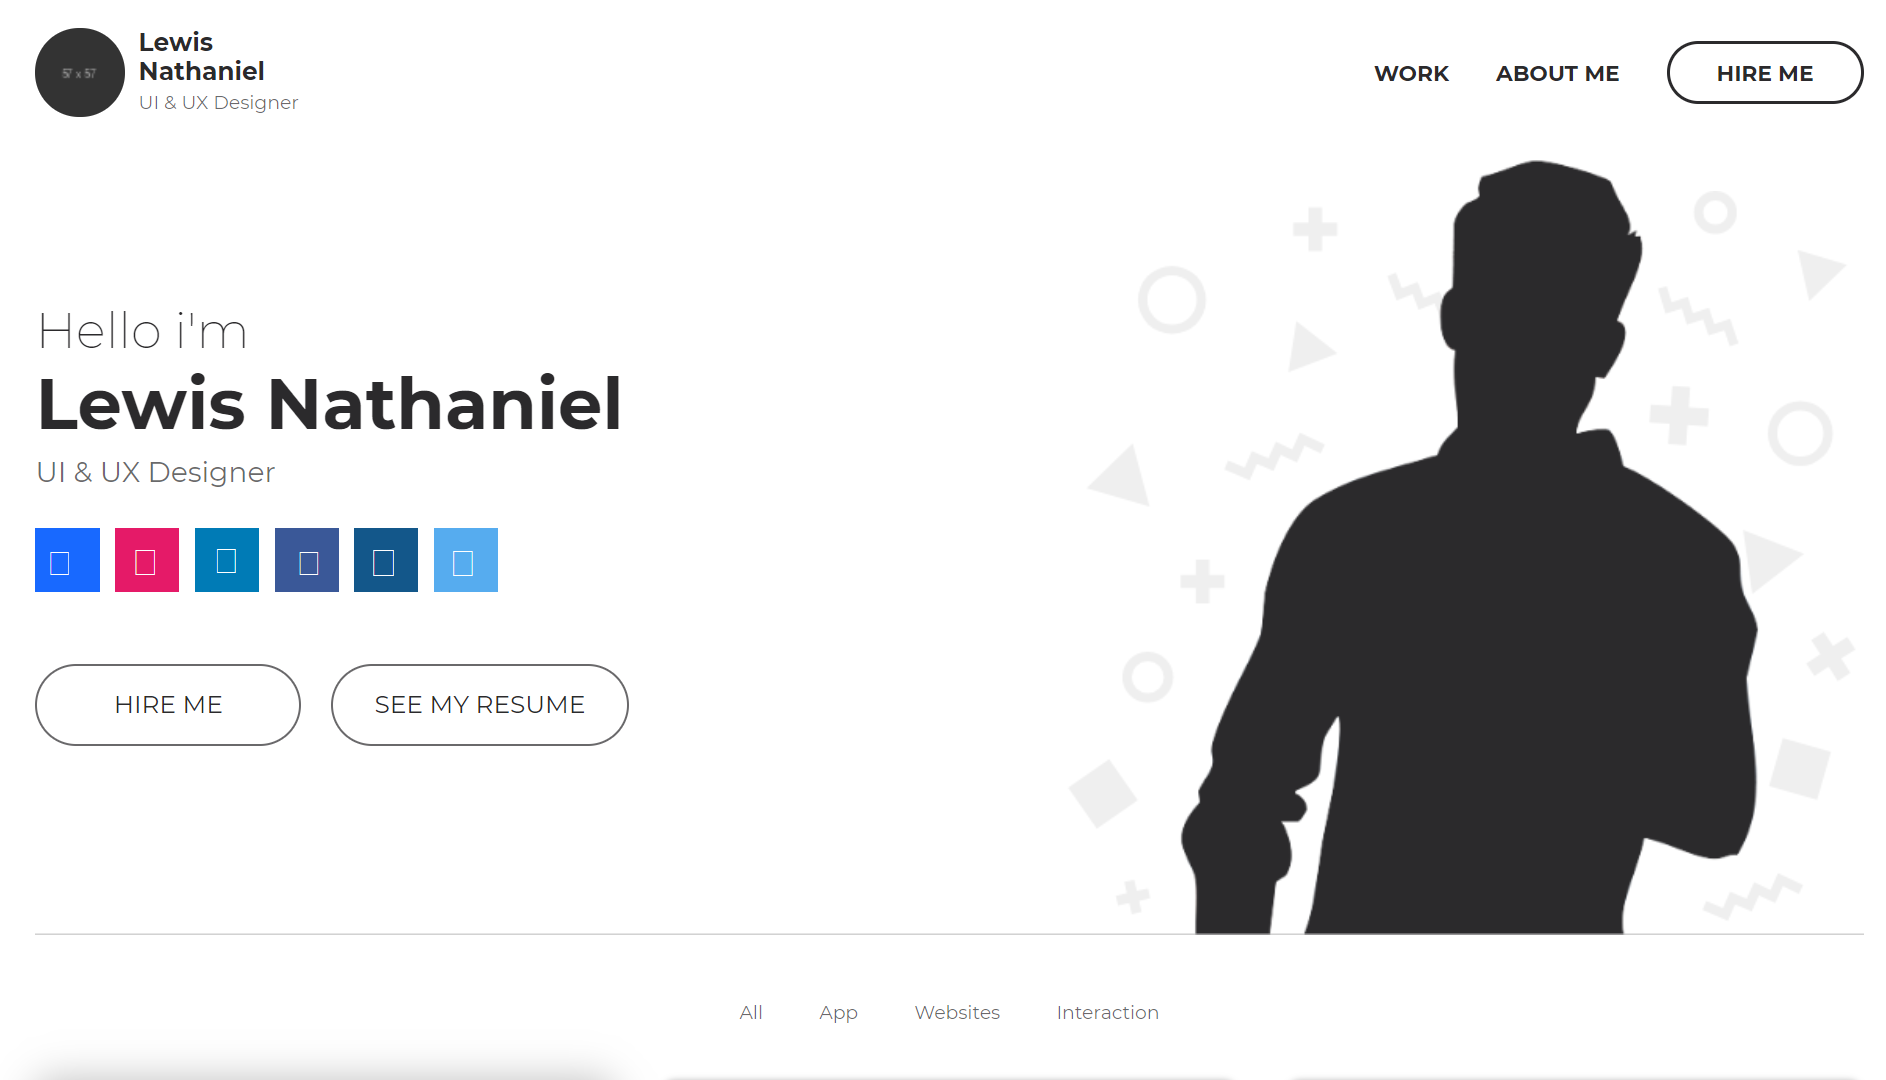 57 x 57
Lewis
Nathaniel
UI & UX Designer
WORK
ABOUT ME
HIRE ME
Hello i'm
Lewis Nathaniel
UI & UX Designer
HIRE ME
SEE MY RESUME
All
App
Websites
Interaction